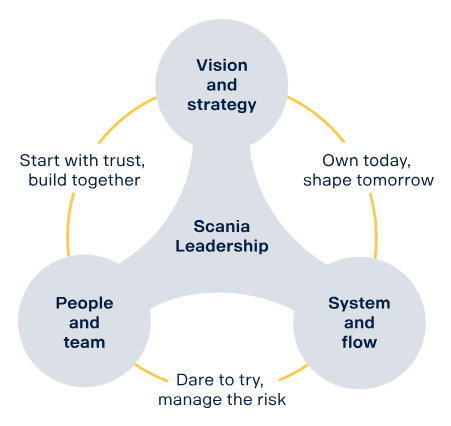 Vision
and
strategy
Start with trust,
build together
Own today,
shape tomorrow
Scania
Leadership
People
and
team
System
and
flow
Dare to try,
manage the risk